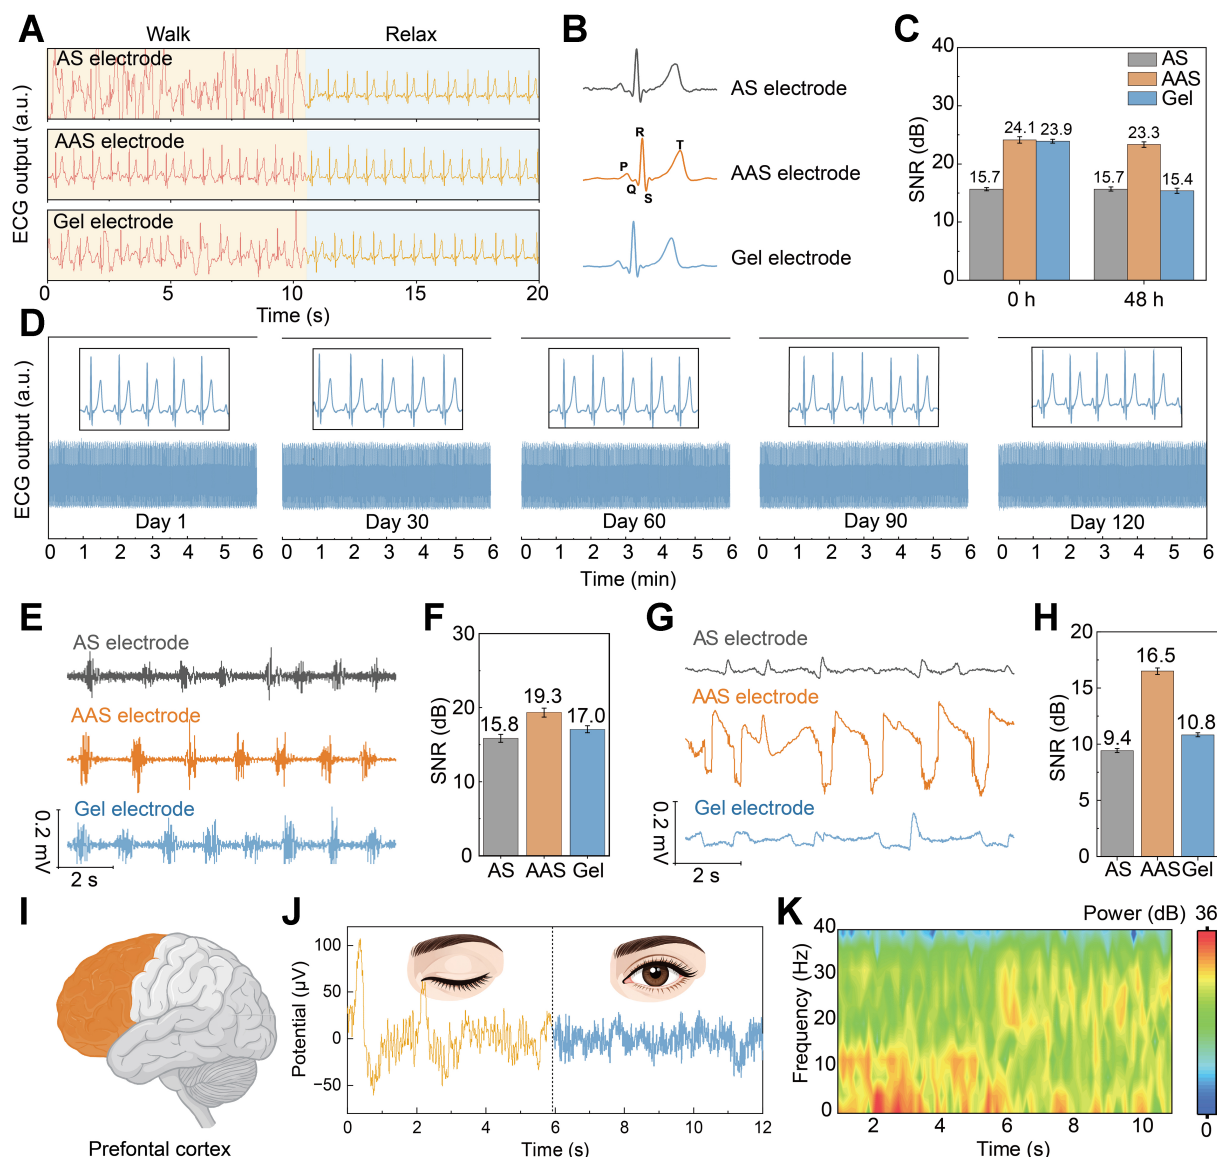 A
Walk
Relax
ECG output (a.u.)
AS electrode
AAS electrode
Gel electrode
0 5 10 15 20
Time (s)
B
AS electrode
P Q R S T
AAS electrode
Gel electrode
C
SNR (dB)
40
30
20
10
0
AS
AAS
Gel
15.7 24.1 23.9
15.7 23.3 15.4
0 h 48 h
D
ECG output (a.u.)
Day 1 Day 30 Day 60 Day 90 Day 120
0 1 2 3 4 5 6 0 1 2 3 4 5 6 0 1 2 3 4 5 6 0 1 2 3 4 5 6 0 1 2 3 4 5 6
Time (min)
E
AS electrode
AAS electrode
Gel electrode
0.2 mV
2 s
F
SNR (dB)
30
20
10
0
15.8 19.3 17.0
AS AAS Gel
G
AS electrode
AAS electrode
Gel electrode
0.2 mV
2 s
H
SNR (dB)
20
15
10
5
0
9.4 16.5 10.8
AS AAS Gel
I
Prefontal cortex
J
Potential (μV)
100
50
0
−50
0 2 4 6 8 10 12
Time (s)
K
Power (dB) 36
0
Frequency (Hz)
40
30
20
10
0
2 4 6 8 10
Time (s)